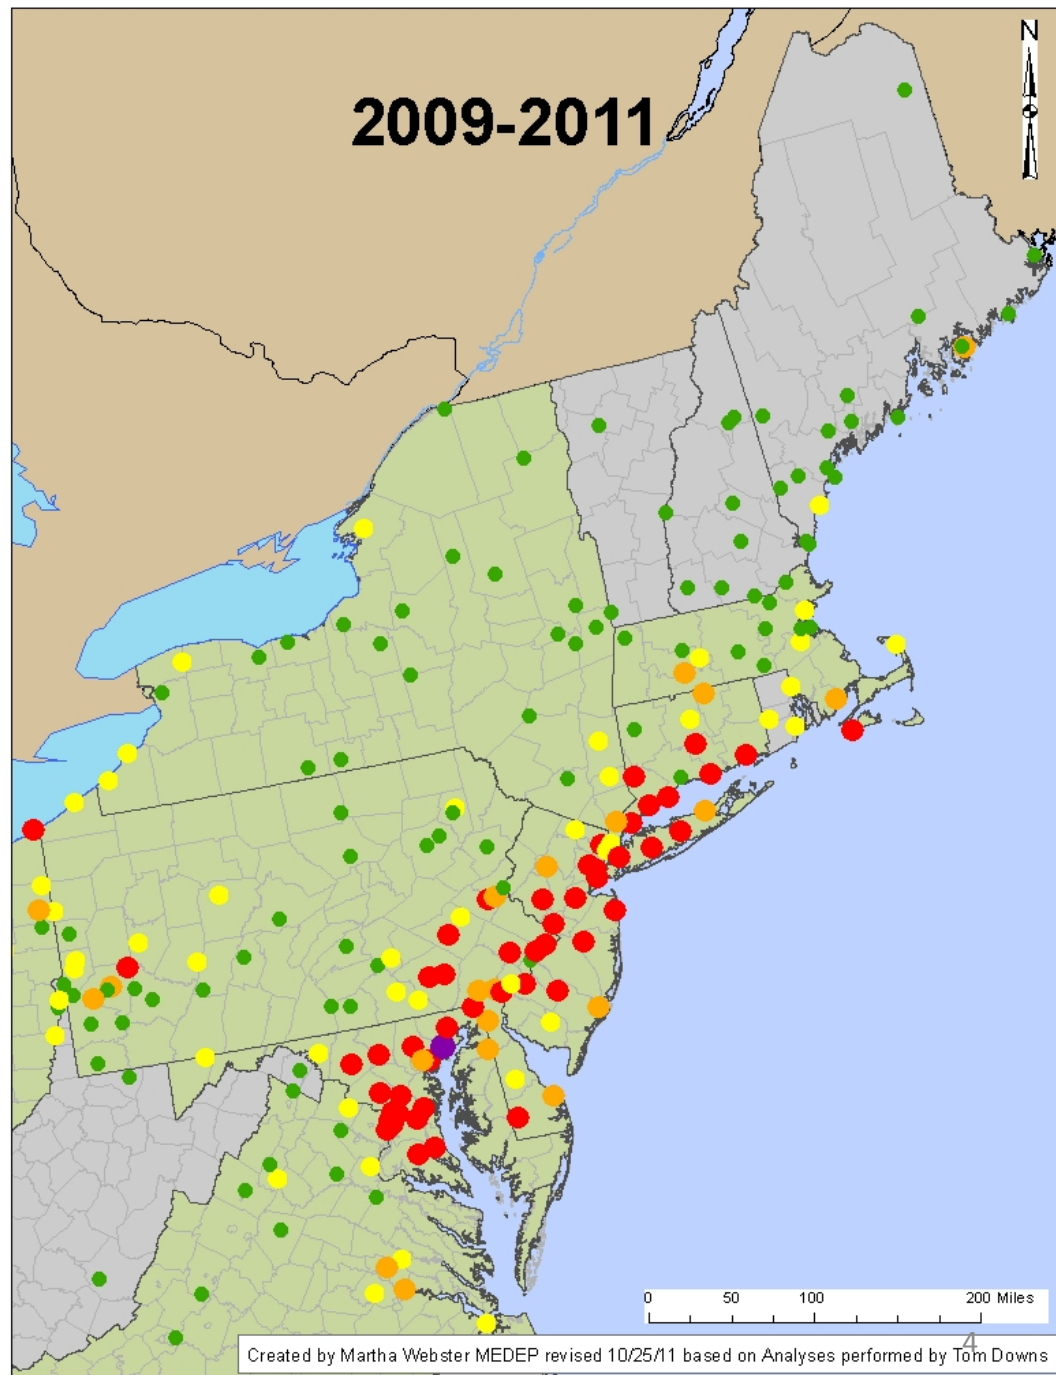 N
2009-2011
0 50 100 200 Miles
4
Created by Martha Webster MEDEP revised 10/25/11 based on Analyses performed by Tom Downs